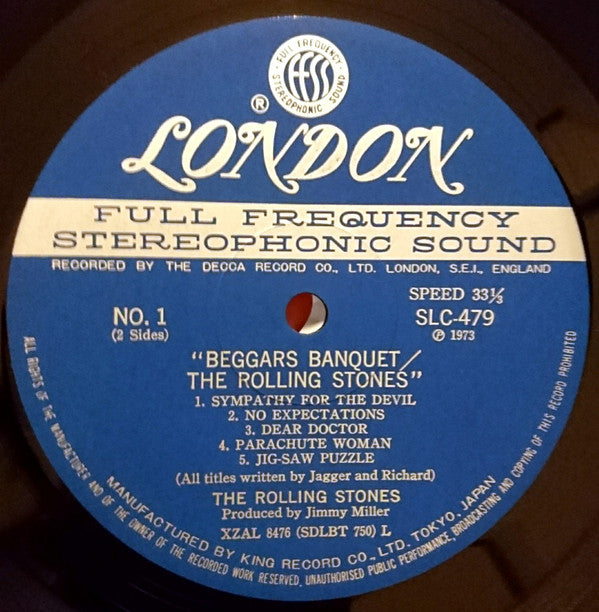 FULL FREQUENCY
ffss
STEREOPHONIC SOUND
®
LONDON
FULL FREQUENCY
STEREOPHONIC SOUND
RECORDED BY THE DECCA RECORD CO., LTD. LONDON, S.E.I., ENGLAND
NO. 1
(2 Sides)
SPEED 33⅓
SLC-479
Ⓟ 1973
"BEGGARS BANQUET/
THE ROLLING STONES"
1. SYMPATHY FOR THE DEVIL
2. NO EXPECTATIONS
3. DEAR DOCTOR
4. PARACHUTE WOMAN
5. JIG-SAW PUZZLE
(All titles written by Jagger and Richard)
THE ROLLING STONES
Produced by Jimmy Miller
XZAL 8476 (SDLBT 750) L
MANUFACTURED BY KING RECORD CO., LTD. TOKYO, JAPAN
ALL RIGHTS OF THE MANUFACTURER AND OF THE OWNER OF THE RECORDED WORK RESERVED. UNAUTHORISED PUBLIC PERFORMANCE, BROADCASTING AND COPYING OF THIS RECORD PROHIBITED